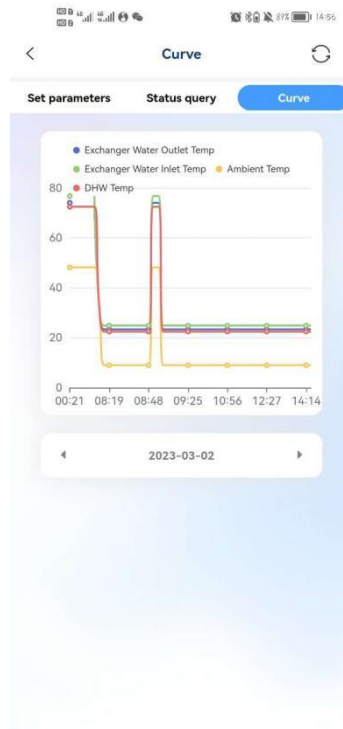 89% 14:56
Curve
Set parameters Status query Curve
Exchanger Water Outlet Temp
Exchanger Water Inlet Temp Ambient Temp
80 DHW Temp
60
40
20
0
00:21 08:19 08:48 09:25 10:56 12:27 14:14
2023-03-02